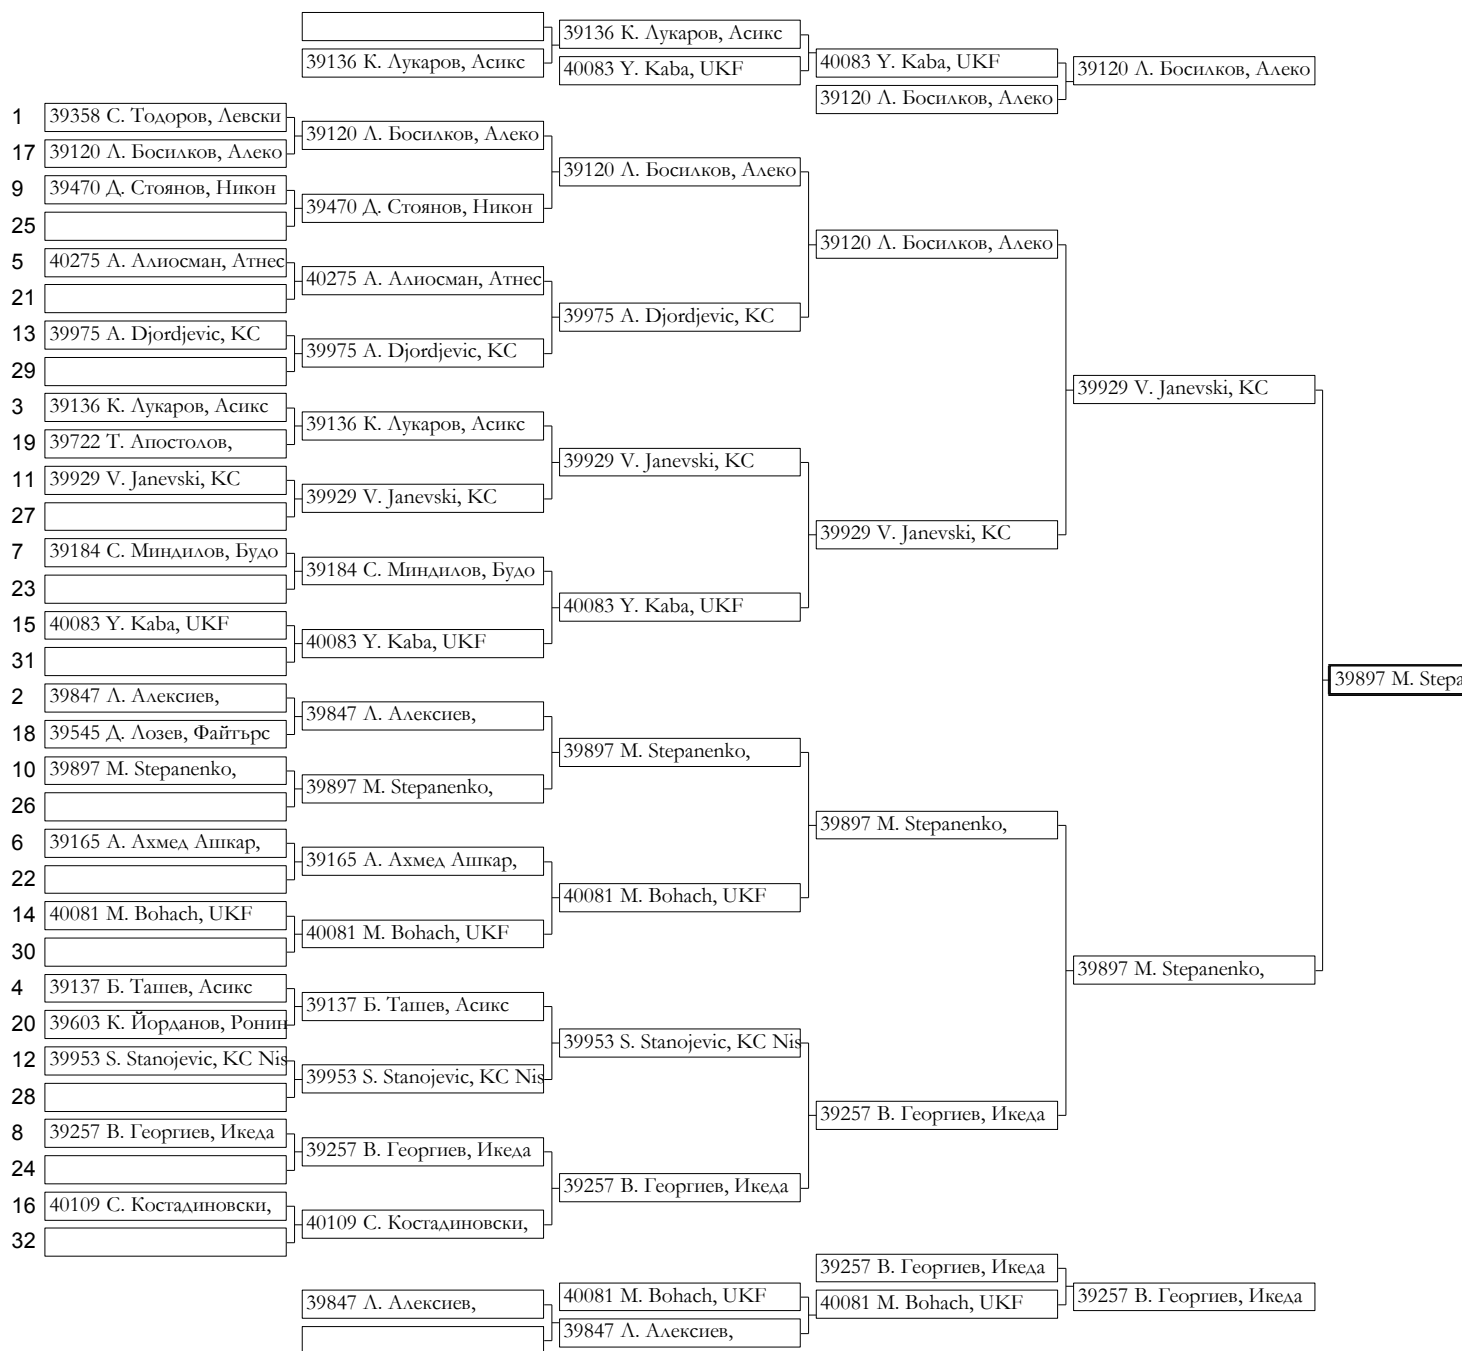 39136 К. Лукаров, Асикс
39136 К. Лукаров, Асикс
40083 Y. Kaba, UKF
40083 Y. Kaba, UKF
39120 Л. Босилков, Алеко
39120 Л. Босилков, Алеко
1 39358 С. Тодоров, Левски
39120 Л. Босилков, Алеко
17 39120 Л. Босилков, Алеко
39120 Л. Босилков, Алеко
9 39470 Д. Стоянов, Никон
39470 Д. Стоянов, Никон
25
39120 Л. Босилков, Алеко
5 40275 А. Алиосман, Атнес
40275 А. Алиосман, Атнес
21
39975 A. Djordjevic, KC
13 39975 A. Djordjevic, KC
39975 A. Djordjevic, KC
29
39929 V. Janevski, KC
3 39136 К. Лукаров, Асикс
39136 К. Лукаров, Асикс
19 39722 Т. Апостолов,
39929 V. Janevski, KC
11 39929 V. Janevski, KC
39929 V. Janevski, KC
27
39929 V. Janevski, KC
7 39184 С. Миндилов, Будо
39184 С. Миндилов, Будо
23
40083 Y. Kaba, UKF
15 40083 Y. Kaba, UKF
40083 Y. Kaba, UKF
31
39897 M. Stepa
2 39847 Л. Алексиев,
39847 Л. Алексиев,
18 39545 Д. Лозев, Файтърс
39897 M. Stepanenko,
10 39897 M. Stepanenko,
39897 M. Stepanenko,
26
39897 M. Stepanenko,
6 39165 А. Ахмед Ашкар,
39165 А. Ахмед Ашкар,
22
40081 M. Bohach, UKF
14 40081 M. Bohach, UKF
40081 M. Bohach, UKF
30
39897 M. Stepanenko,
4 39137 Б. Ташев, Асикс
39137 Б. Ташев, Асикс
20 39603 К. Йорданов, Ронин
39953 S. Stanojevic, KC Nis
12 39953 S. Stanojevic, KC Nis
39953 S. Stanojevic, KC Nis
28
39257 В. Георгиев, Икеда
8 39257 В. Георгиев, Икеда
39257 В. Георгиев, Икеда
24
39257 В. Георгиев, Икеда
16 40109 С. Костадиновски,
40109 С. Костадиновски,
32
39257 В. Георгиев, Икеда
39847 Л. Алексиев,
40081 M. Bohach, UKF
40081 M. Bohach, UKF
39257 В. Георгиев, Икеда
39847 Л. Алексиев,